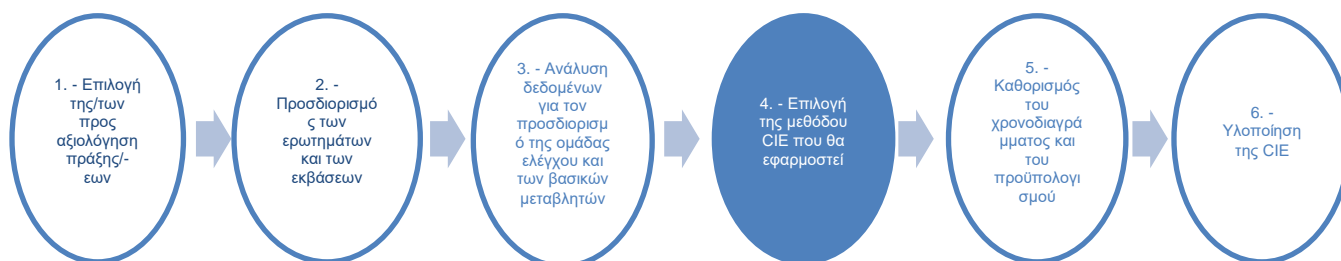 1. - Επιλογή
της/των
προς
αξιολόγηση
πράξης/-
εων
2. -
Προσδιορισμό
ς των
ερωτημάτων
και των
εκβάσεων
3. - Ανάλυση
δεδομένων
για τον
προσδιορισμ
ό της ομάδας
ελέγχου και
των βασικών
μεταβλητών
4. - Επιλογή
της μεθόδου
CIE που θα
εφαρμοστεί
5. -
Καθορισμός
του
χρονοδιαγρά
μματος και
του
προϋπολογι
σμού
6. -
Υλοποίηση
της CIE